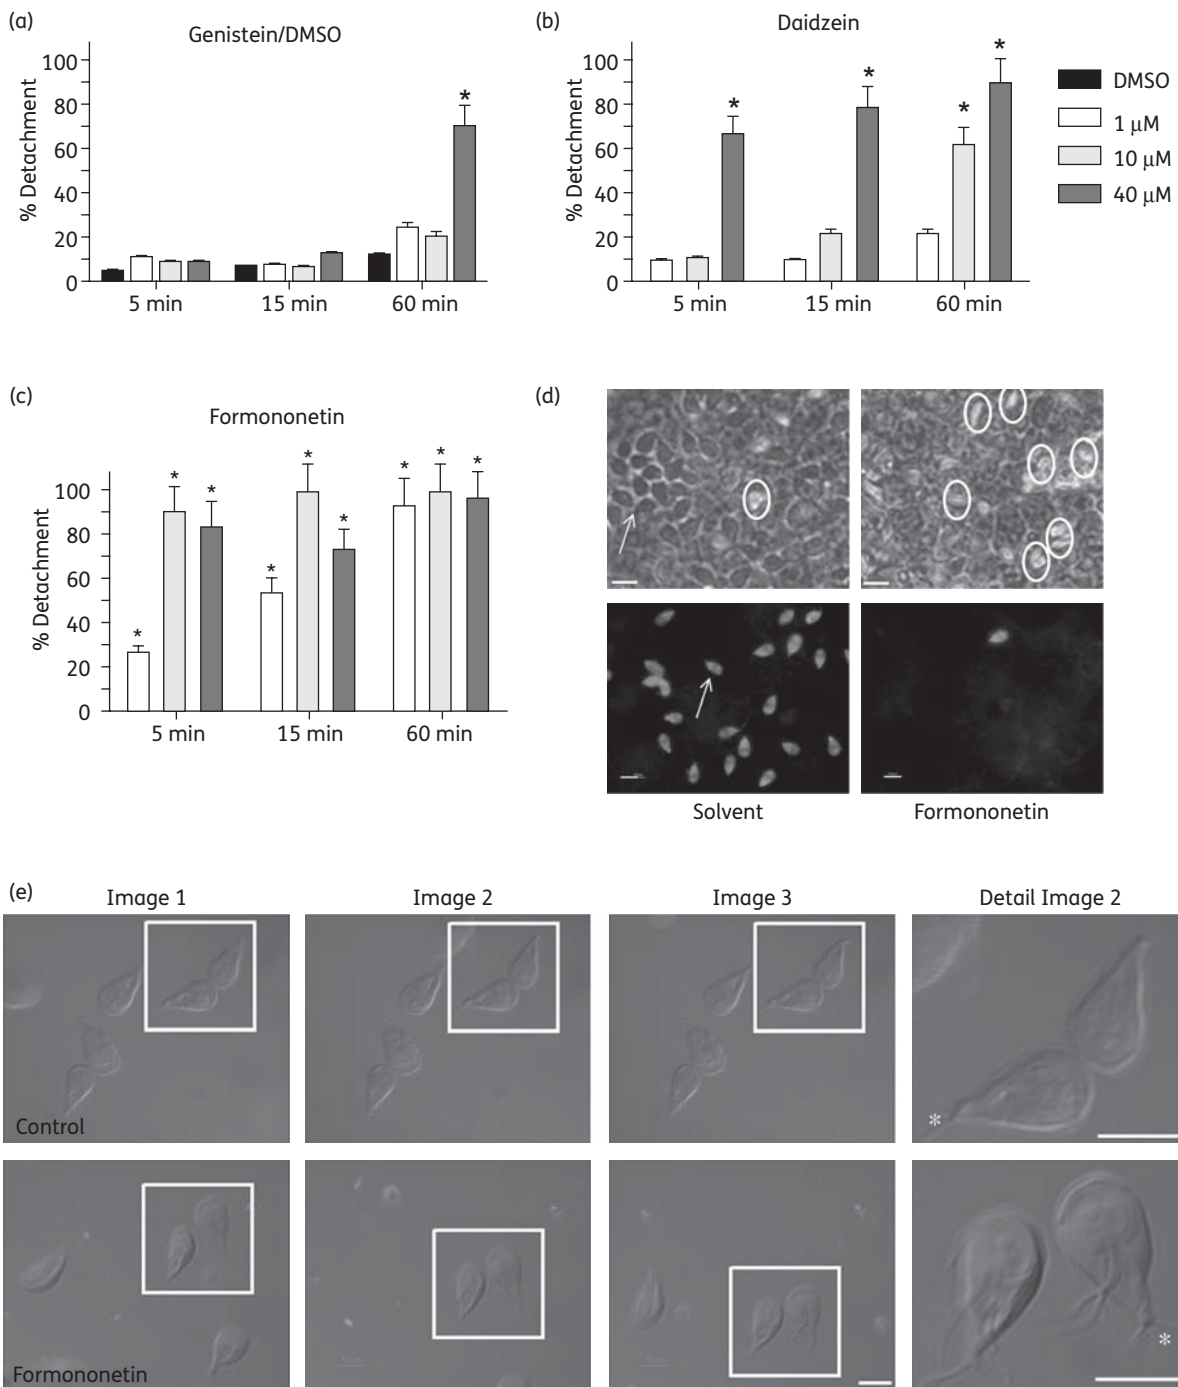 (a)
Genistein/DMSO
% Detachment
100
80
60
40
20
0
5 min 15 min 60 min
*
(b)
Daidzein
% Detachment
100
80
60
40
20
0
5 min 15 min 60 min
* * * *
DMSO
1 µM
10 µM
40 µM
(c)
Formononetin
% Detachment
100
80
60
40
20
0
5 min 15 min 60 min
* * * * * * * * *
(d)
Solvent Formononetin
(e)
Image 1 Image 2 Image 3 Detail Image 2
Control
*
Formononetin
*